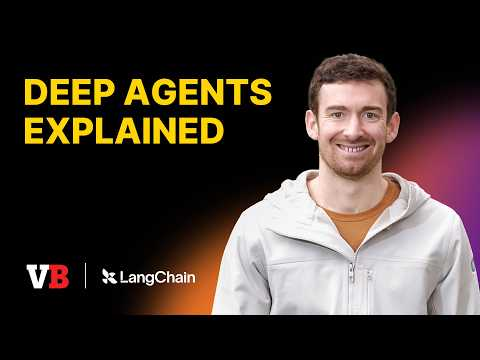 DEEP AGENTS
EXPLAINED
VB
LangChain